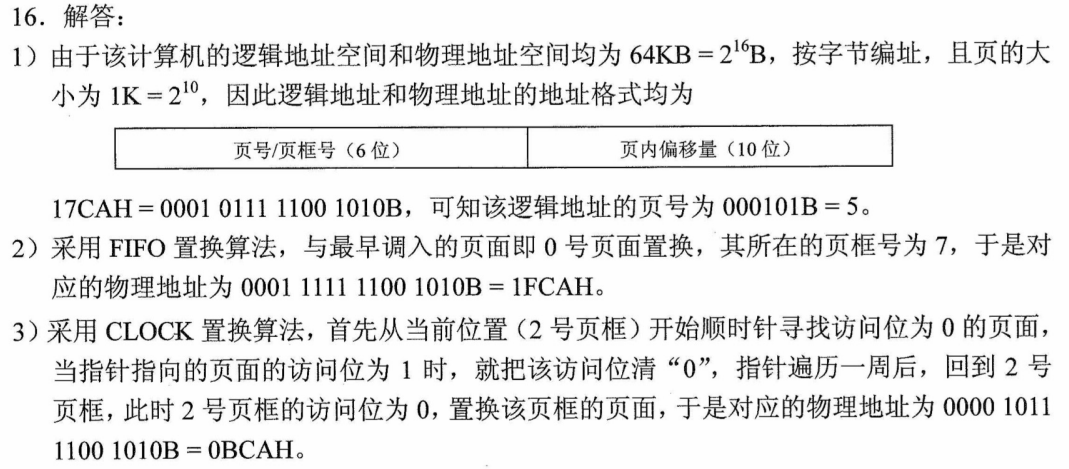 16．解答：
1）由于该计算机的逻辑地址空间和物理地址空间均为 64KB = 2¹⁶B，按字节编址，且页的大
小为 1K = 2¹⁰，因此逻辑地址和物理地址的地址格式均为
页号/页框号（6 位） 页内偏移量（10 位）
17CAH = 0001 0111 1100 1010B，可知该逻辑地址的页号为 000101B = 5。
2）采用 FIFO 置换算法，与最早调入的页面即 0 号页面置换，其所在的页框号为 7，于是对
应的物理地址为 0001 1111 1100 1010B = 1FCAH。
3）采用 CLOCK 置换算法，首先从当前位置（2 号页框）开始顺时针寻找访问位为 0 的页面，
当指针指向的页面的访问位为 1 时，就把该访问位清“0”，指针遍历一周后，回到 2 号
页框，此时 2 号页框的访问位为 0，置换该页框的页面，于是对应的物理地址为 0000 1011
1100 1010B = 0BCAH。